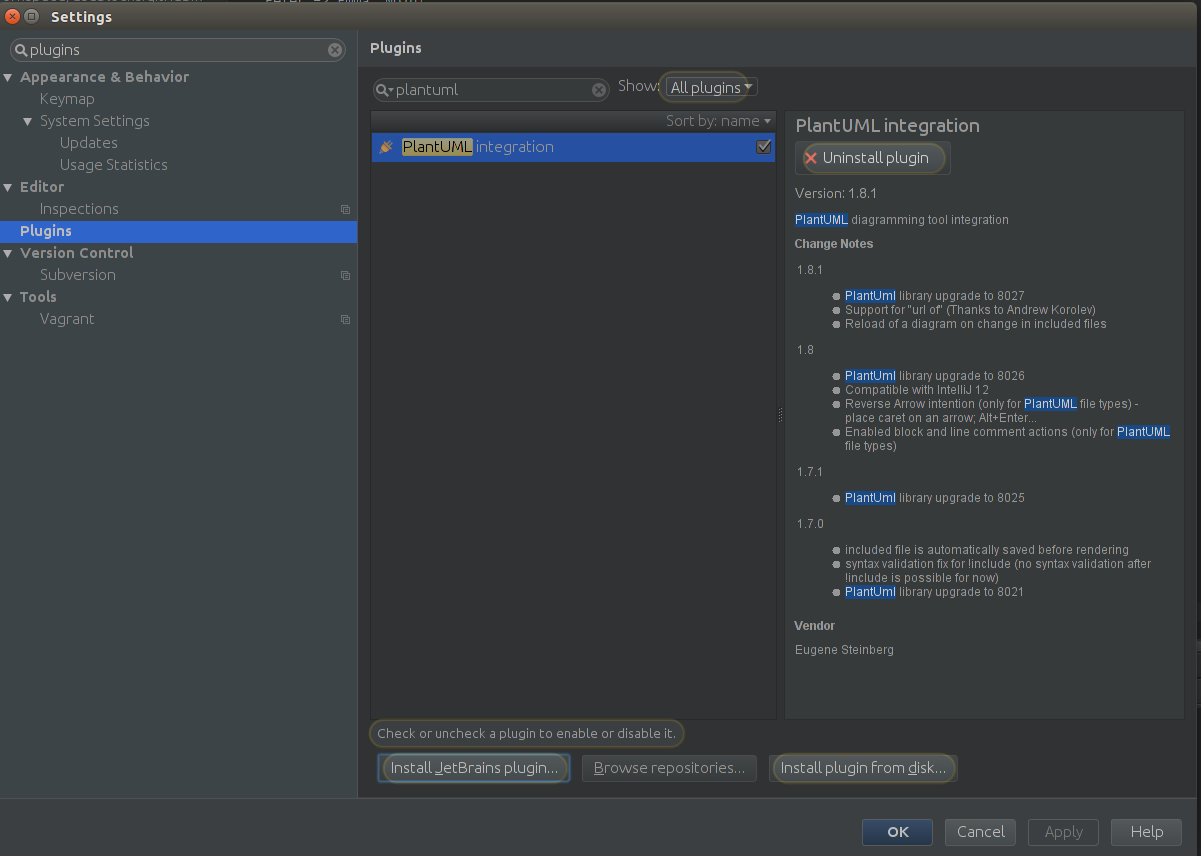 Settings
plugins
Appearance & Behavior
Keymap
System Settings
Updates
Usage Statistics
Editor
Inspections
Plugins
Version Control
Subversion
Tools
Vagrant
Plugins
plantuml
Show: All plugins
Sort by: name
PlantUML integration
PlantUML integration
Uninstall plugin
Version: 1.8.1
PlantUML diagramming tool integration
Change Notes
1.8.1
PlantUml library upgrade to 8027
Support for "url of" (Thanks to Andrew Korolev)
Reload of a diagram on change in included files
1.8
PlantUml library upgrade to 8026
Compatible with IntelliJ 12
Reverse Arrow intention (only for PlantUML file types) -
place caret on an arrow; Alt+Enter...
Enabled block and line comment actions (only for PlantUML
file types)
1.7.1
PlantUml library upgrade to 8025
1.7.0
included file is automatically saved before rendering
syntax validation fix for !include (no syntax validation after
!include is possible for now)
PlantUml library upgrade to 8021
Vendor
Eugene Steinberg
Check or uncheck a plugin to enable or disable it.
Install JetBrains plugin...
Browse repositories...
Install plugin from disk...
OK
Cancel
Apply
Help